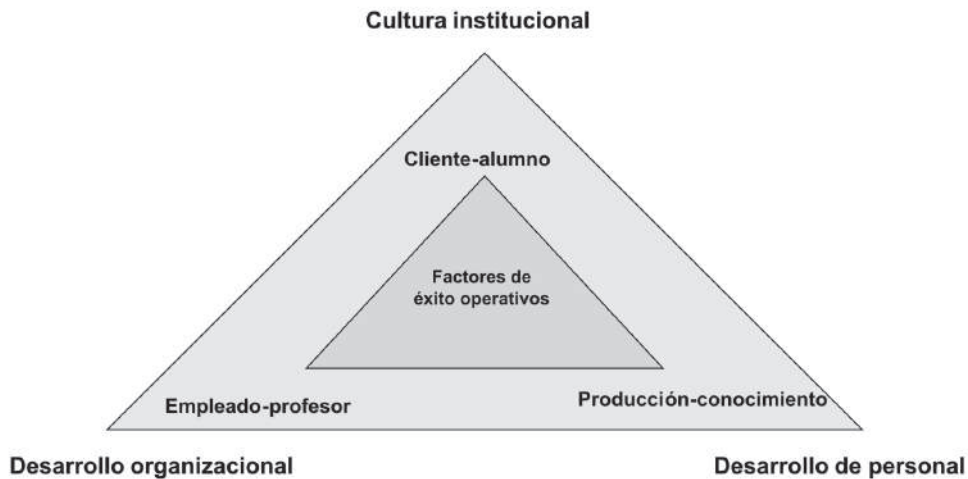 Cultura institucional
Cliente-alumno
Factores de
éxito operativos
Empleado-profesor
Producción-conocimiento
Desarrollo organizacional
Desarrollo de personal